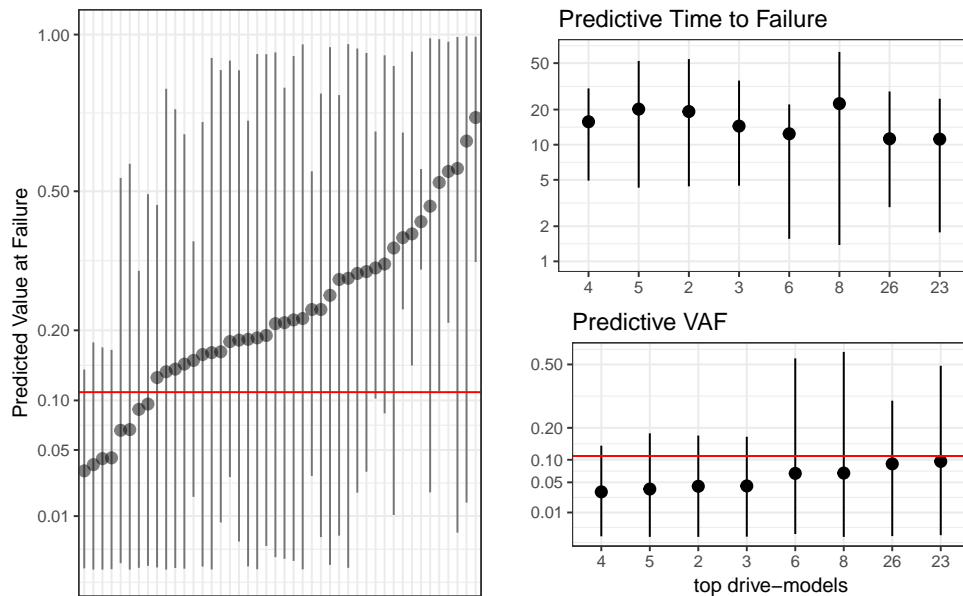 Predicted Value at Failure
1.00
0.50
0.20
0.10
0.05
0.01
Predictive Time to Failure
50
20
10
5
2
1
4 5 2 3 6 8 26 23
Predictive VAF
0.50
0.20
0.10
0.05
0.01
4 5 2 3 6 8 26 23
top drive−models